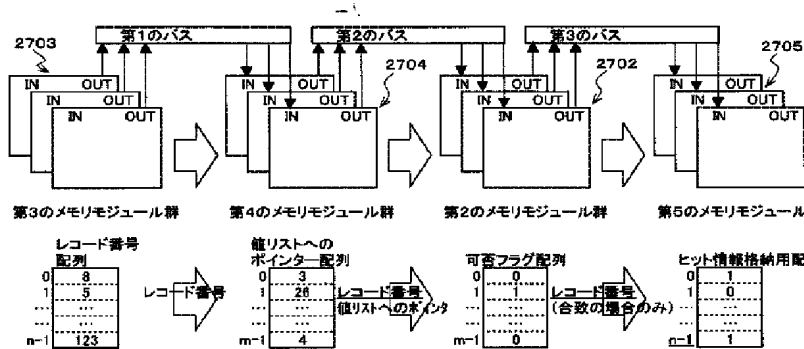 第1のバス 第2のバス 第3のバス
2703 2704 2702 2705
IN OUT IN OUT IN OUT IN OUT
IN OUT IN OUT IN OUT IN OUT
IN OUT IN OUT IN OUT IN OUT
第3のメモリモジュール群 第4のメモリモジュール群 第2のメモリモジュール群 第5のメモリモジュール群
レコード番号
配列
0 8
1 5
... ...
... ...
n-1 123
レコード番号
値リストへの
ポインター配列
0 3
1 26
... ...
... ...
m-1 4
レコード番号
値リストへのポインタ
可否フラグ配列
0 0
1 1
... ...
... ...
m-1 0
レコード番号
(合致の場合のみ)
ヒット情報格納用配
0 1
1 0
... ...
... ...
n-1 1